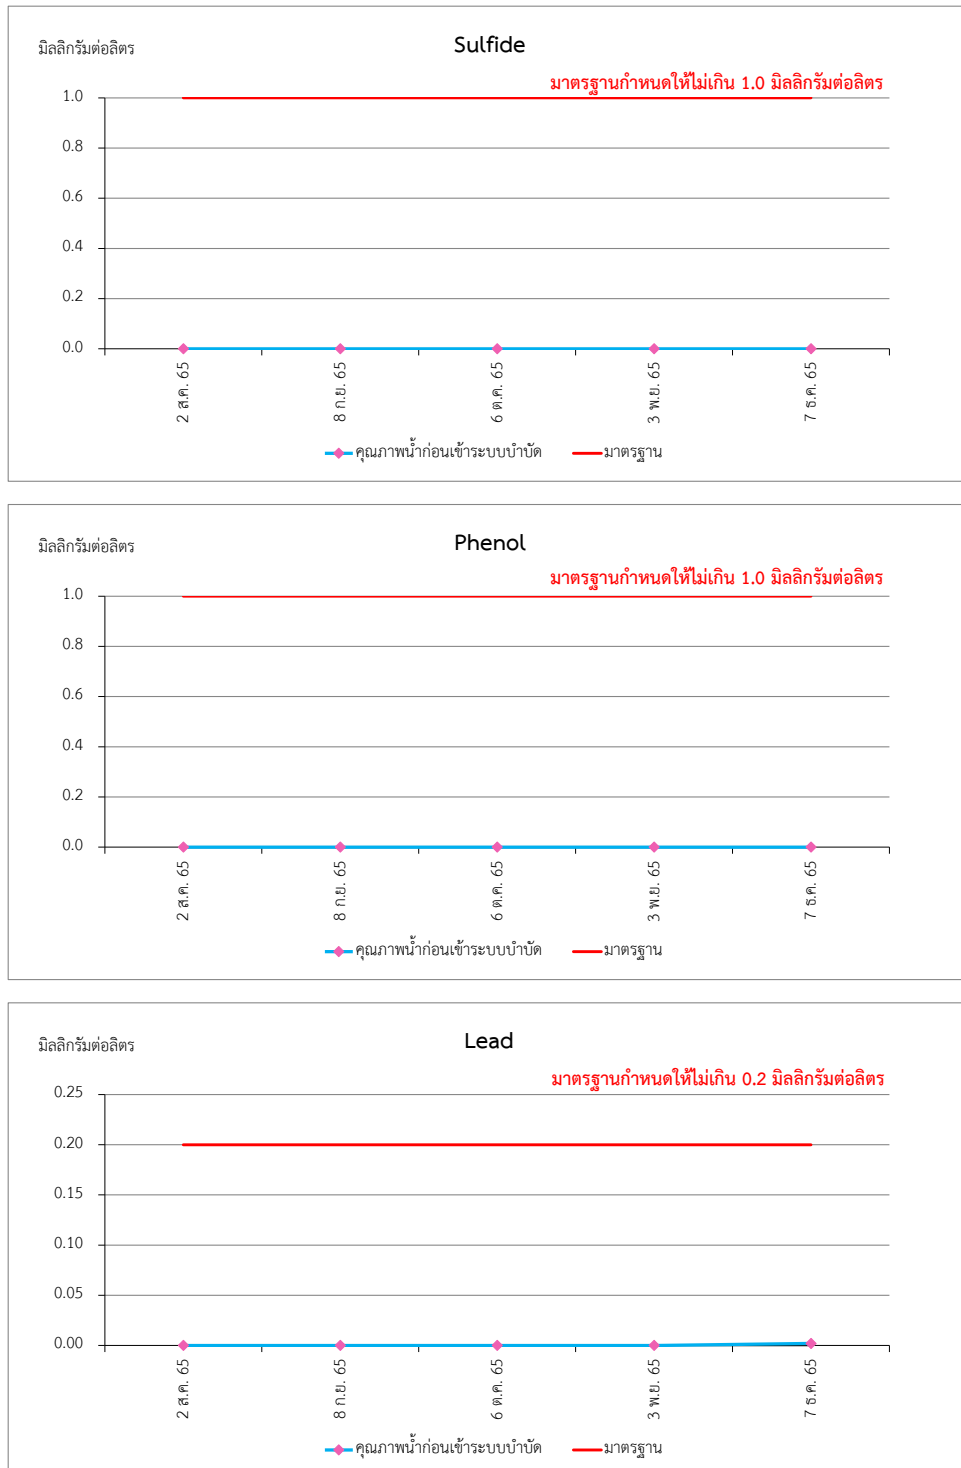 Sulfide
มิลลิกรัมต่อลิตร
มาตรฐานกำหนดให้ไม่เกิน 1.0 มิลลิกรัมต่อลิตร
1.0
0.8
0.6
0.4
0.2
0.0
2 ส.ค. 65
8 ก.ย. 65
6 ต.ค. 65
3 พ.ย. 65
7 ธ.ค. 65
คุณภาพน้ำก่อนเข้าระบบบำบัด มาตรฐาน
Phenol
มิลลิกรัมต่อลิตร
มาตรฐานกำหนดให้ไม่เกิน 1.0 มิลลิกรัมต่อลิตร
1.0
0.8
0.6
0.4
0.2
0.0
2 ส.ค. 65
8 ก.ย. 65
6 ต.ค. 65
3 พ.ย. 65
7 ธ.ค. 65
คุณภาพน้ำก่อนเข้าระบบบำบัด มาตรฐาน
Lead
มิลลิกรัมต่อลิตร
มาตรฐานกำหนดให้ไม่เกิน 0.2 มิลลิกรัมต่อลิตร
0.25
0.20
0.15
0.10
0.05
0.00
2 ส.ค. 65
8 ก.ย. 65
6 ต.ค. 65
3 พ.ย. 65
7 ธ.ค. 65
คุณภาพน้ำก่อนเข้าระบบบำบัด มาตรฐาน